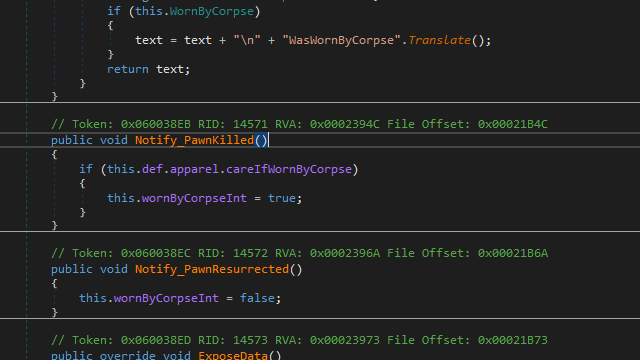 if (this.WornByCorpse)
{
text = text + "\n" + "WasWornByCorpse".Translate();
}
return text;
}
}
// Token: 0x060038EB RID: 14571 RVA: 0x0002394C File Offset: 0x00021B4C
public void Notify_PawnKilled()
{
if (this.def.apparel.careIfWornByCorpse)
{
this.wornByCorpseInt = true;
}
}
// Token: 0x060038EC RID: 14572 RVA: 0x0002396A File Offset: 0x00021B6A
public void Notify_PawnResurrected()
{
this.wornByCorpseInt = false;
}
// Token: 0x060038ED RID: 14573 RVA: 0x00023973 File Offset: 0x00021B73
public override void ExposeData()